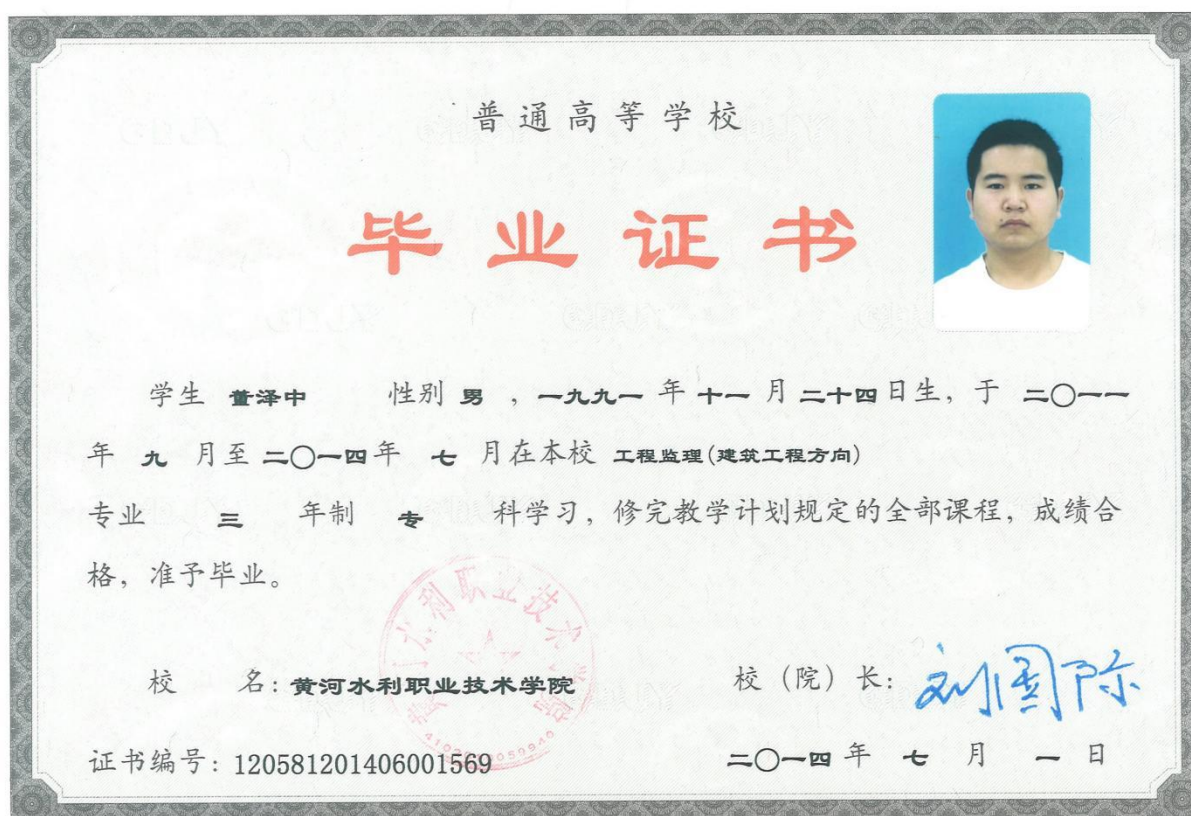 普通高等学校
毕业证书
学生 董泽中 性别 男 ，一九九一 年 十一 月 二十四 日生，于 二〇一一
年 九 月至 二〇一四 年 七 月在本校 工程监理(建筑工程方向)
专业 三 年制 专 科学习，修完教学计划规定的全部课程，成绩合
格，准予毕业。
校 名：黄河水利职业技术学院
校（院）长：刘国际
证书编号：120581201406001569
二〇一四 年 七 月 一 日